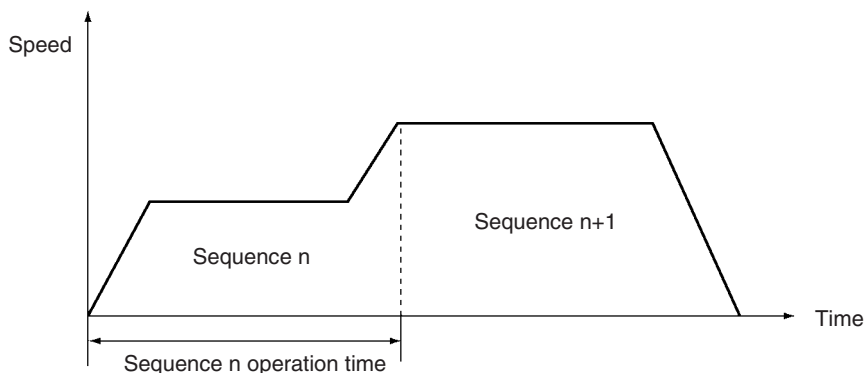 Speed
Sequence n+1
Sequence n
Time
Sequence n operation time